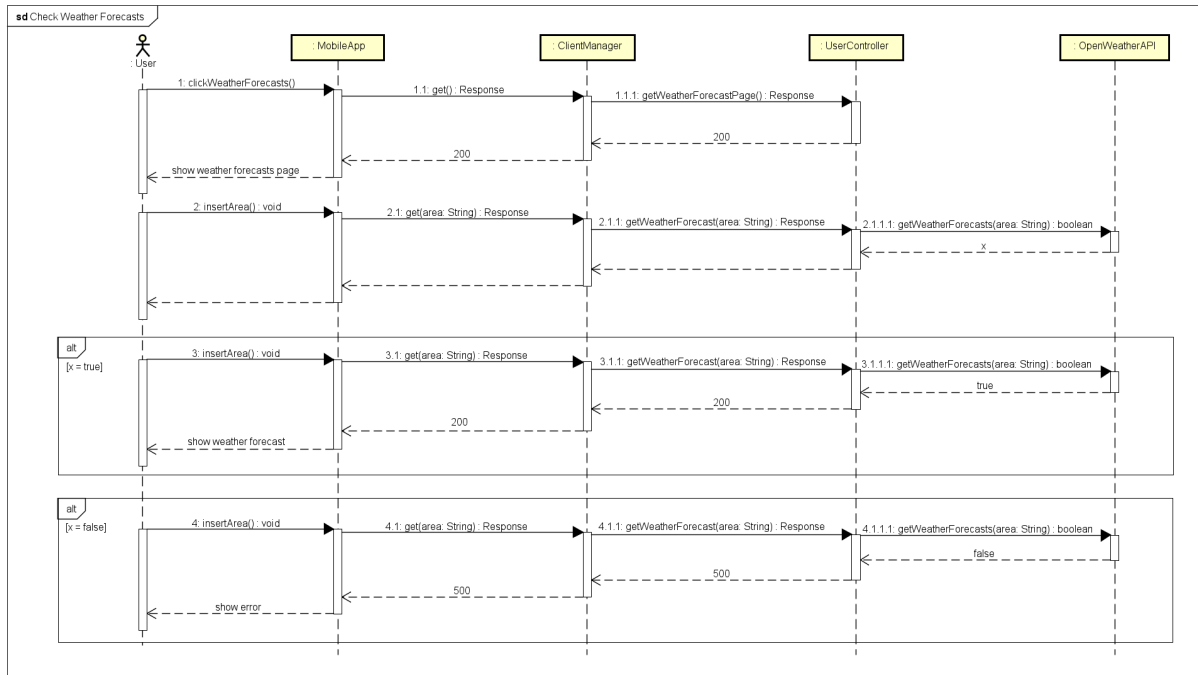 sd Check Weather Forecasts
: User
: MobileApp
: ClientManager
: UserController
: OpenWeatherAPI
1: clickWeatherForecasts()
1.1: get() : Response
1.1.1: getWeatherForecastPage() : Response
200
200
show weather forecasts page
2: insertArea() : void
2.1: get(area: String) : Response
2.1.1: getWeatherForecast(area: String) : Response
2.1.1.1: getWeatherForecasts(area: String) : boolean
x
alt
[x = true]
3: insertArea() : void
3.1: get(area: String) : Response
3.1.1: getWeatherForecast(area: String) : Response
3.1.1.1: getWeatherForecasts(area: String) : boolean
true
200
200
show weather forecast
alt
[x = false]
4: insertArea() : void
4.1: get(area: String) : Response
4.1.1: getWeatherForecast(area: String) : Response
4.1.1.1: getWeatherForecasts(area: String) : boolean
false
500
500
show error